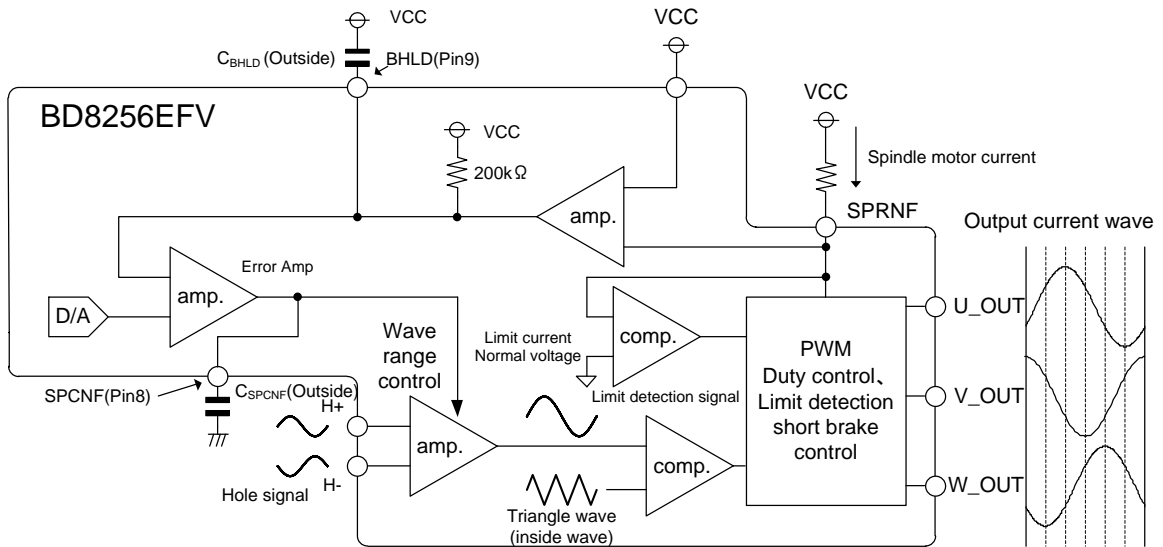 VCC
VCC
CBHLD (Outside)
BHLD(Pin9)
BD8256EFV
VCC
VCC
200kΩ
Spindle motor current
amp.
SPRNF
Output current wave
Error Amp
amp.
D/A
U_OUT
Wave
range
control
Limit current
Normal voltage
comp.
PWM
Duty control、
Limit detection
short brake
control
SPCNF(Pin8)
CSPCNF(Outside)
Limit detection signal
V_OUT
H+
amp.
comp.
H-
Hole signal
Triangle wave
(inside wave)
W_OUT